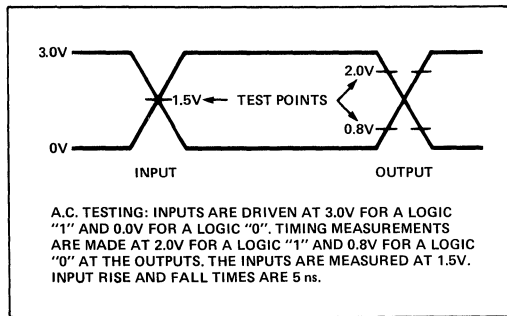 3.0V
2.0V
1.5V
TEST POINTS
0.8V
0V
INPUT
OUTPUT
A.C. TESTING: INPUTS ARE DRIVEN AT 3.0V FOR A LOGIC
"1" AND 0.0V FOR A LOGIC "0". TIMING MEASUREMENTS
ARE MADE AT 2.0V FOR A LOGIC "1" AND 0.8V FOR A LOGIC
"0" AT THE OUTPUTS. THE INPUTS ARE MEASURED AT 1.5V.
INPUT RISE AND FALL TIMES ARE 5 ns.